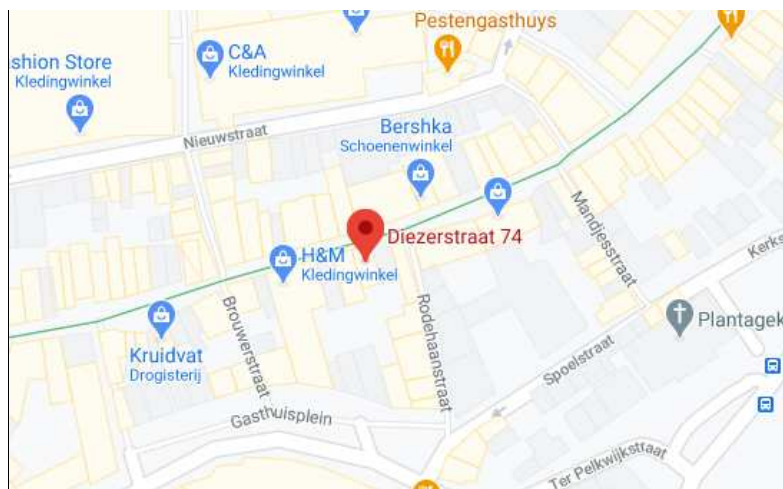 Pestengasthuys
C&A
Kledingwinkel
shion Store
Kledingwinkel
Nieuwstraat
Bershka
Schoenenwinkel
Mandjesstraat
Diezerstraat 74
H&M
Kledingwinkel
Kerks
Brouwerstraat
Rodehaanstraat
Plantagek
Kruidvat
Drogisterij
Spoelstraat
Gasthuisplein
Ter Pelkwijkstraat